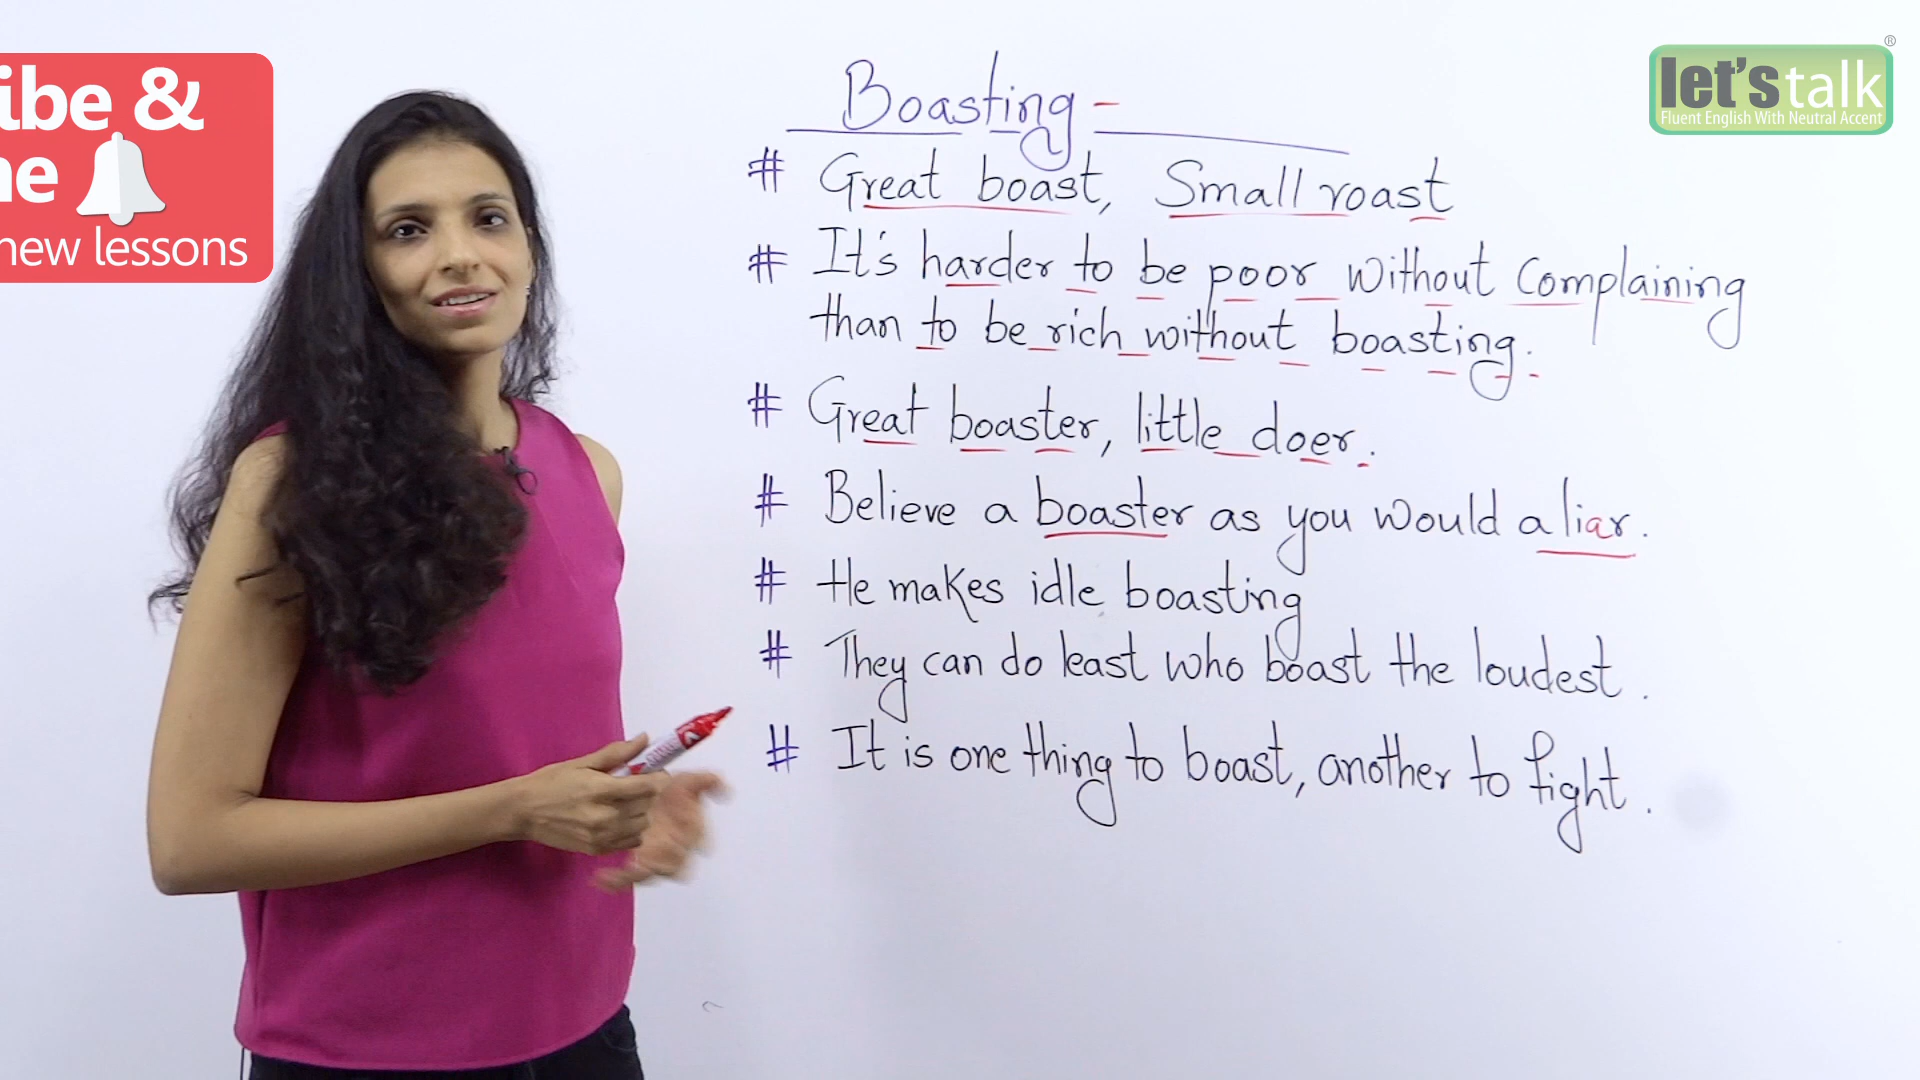 ibe &
ne
new lessons
let's talk ®
Fluent English With Neutral Accent
Boasting -
# Great boast, Small roast
# It's harder to be poor without Complaining
than to be rich without boasting.
# Great boaster, little doer.
# Believe a boaster as you would a liar.
# He makes idle boasting
# They can do least who boast the loudest.
# It is one thing to boast, another to fight.